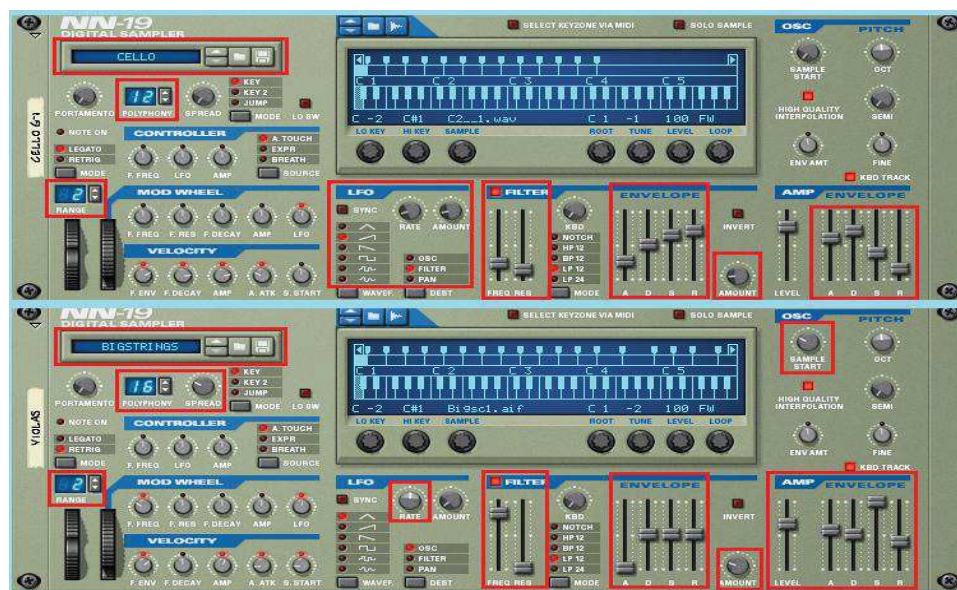 NN-19
DIGITAL SAMPLER
SELECT KEYZONE VIA MIDI
SOLO SAMPLE
OSC PITCH
CELLO
SAMPLE START
OCT
KEY
KEY 2
JUMP
C 1 C 2 C 3 C 4 C 5
PORTAMENTO
12
POLYPHONY
SPREAD
MODE
LO BW
HIGH QUALITY INTERPOLATION
SEMI
C -2 C#1 C2__1.wav C 1 -1 100 FW
LO KEY HI KEY SAMPLE ROOT TUNE LEVEL LOOP
NOTE ON
CONTROLLER
A. TOUCH
EXPR
BREATH
LEGATO
RETRIG
MODE
F. FREQ LFO AMP
SOURCE
ENV AMT
FINE
KBD TRACK
2
RANGE
MOD WHEEL
LFO
FILTER
ENVELOPE
AMP ENVELOPE
SYNC
RATE AMOUNT
KBD
INVERT
F. FREQ F. RES F. DECAY AMP LFO
NOTCH
HP 12
BP 12
LP 12
LP 24
VELOCITY
OSC
FILTER
PAN
F. ENV F. DECAY AMP A. ATK S. START
WAVEF. DEST
FREQ RES
MODE
A D S R
AMOUNT
LEVEL
A D S R
NN-19
DIGITAL SAMPLER
SELECT KEYZONE VIA MIDI
SOLO SAMPLE
OSC PITCH
BIGSTRINGS
SAMPLE START
OCT
KEY
KEY 2
JUMP
C 1 C 2 C 3 C 4 C 5
PORTAMENTO
16
POLYPHONY
SPREAD
MODE
LO BW
HIGH QUALITY INTERPOLATION
SEMI
C -2 C#1 Bigsc1.aif C 1 -2 100 FW
LO KEY HI KEY SAMPLE ROOT TUNE LEVEL LOOP
VIOLAS
NOTE ON
CONTROLLER
A. TOUCH
EXPR
BREATH
LEGATO
RETRIG
MODE
F. FREQ LFO AMP
SOURCE
ENV AMT
FINE
KBD TRACK
2
RANGE
MOD WHEEL
LFO
FILTER
ENVELOPE
AMP ENVELOPE
SYNC
RATE AMOUNT
KBD
INVERT
F. FREQ F. RES F. DECAY AMP LFO
NOTCH
HP 12
BP 12
LP 12
LP 24
VELOCITY
OSC
FILTER
PAN
F. ENV F. DECAY AMP A. ATK S. START
WAVEF. DEST
FREQ RES
MODE
A D S R
AMOUNT
LEVEL
A D S R